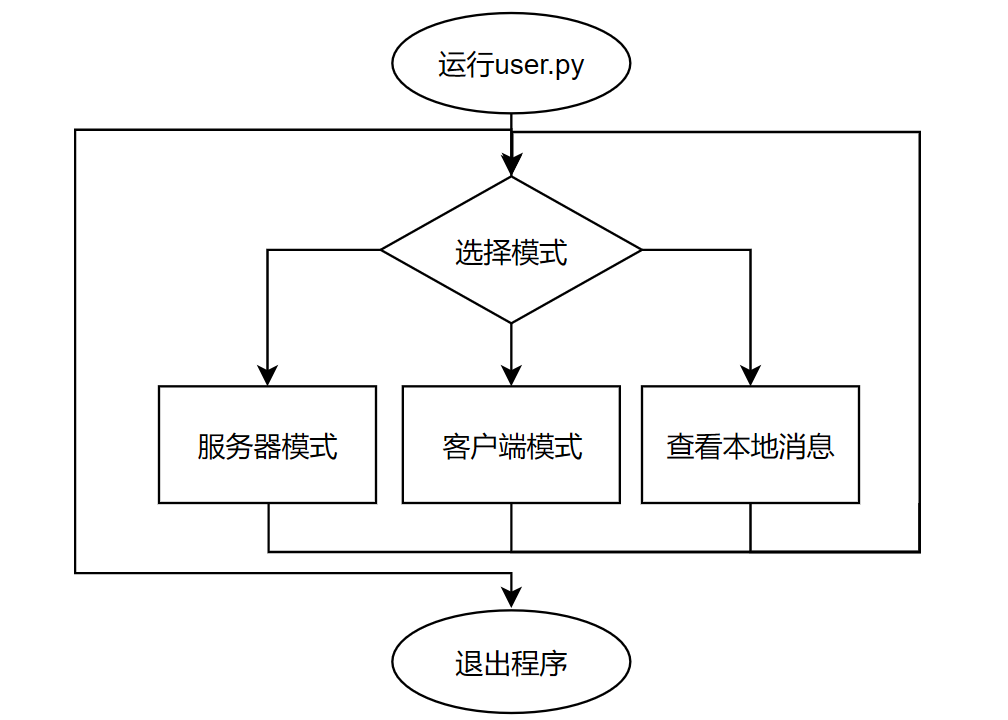 运行user.py
选择模式
服务器模式
客户端模式
查看本地消息
退出程序